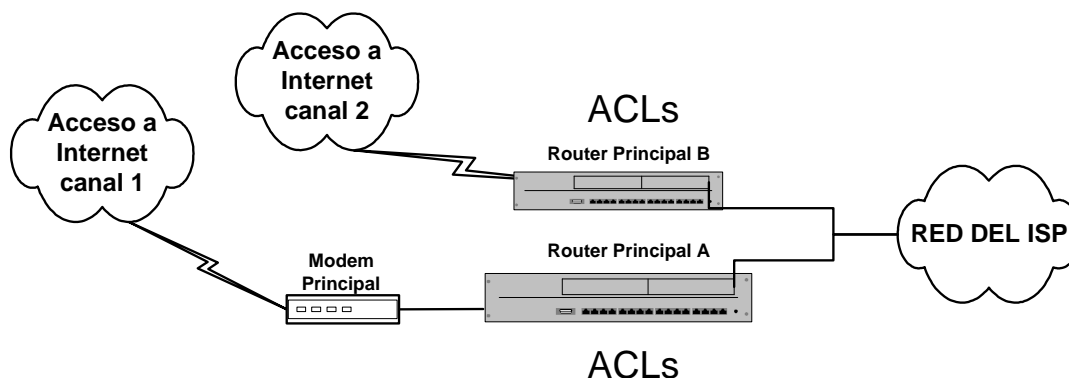 Acceso a
Internet
canal 2
Acceso a
Internet
canal 1
ACLs
Router Principal B
RED DEL ISP
Router Principal A
Modem
Principal
ACLs